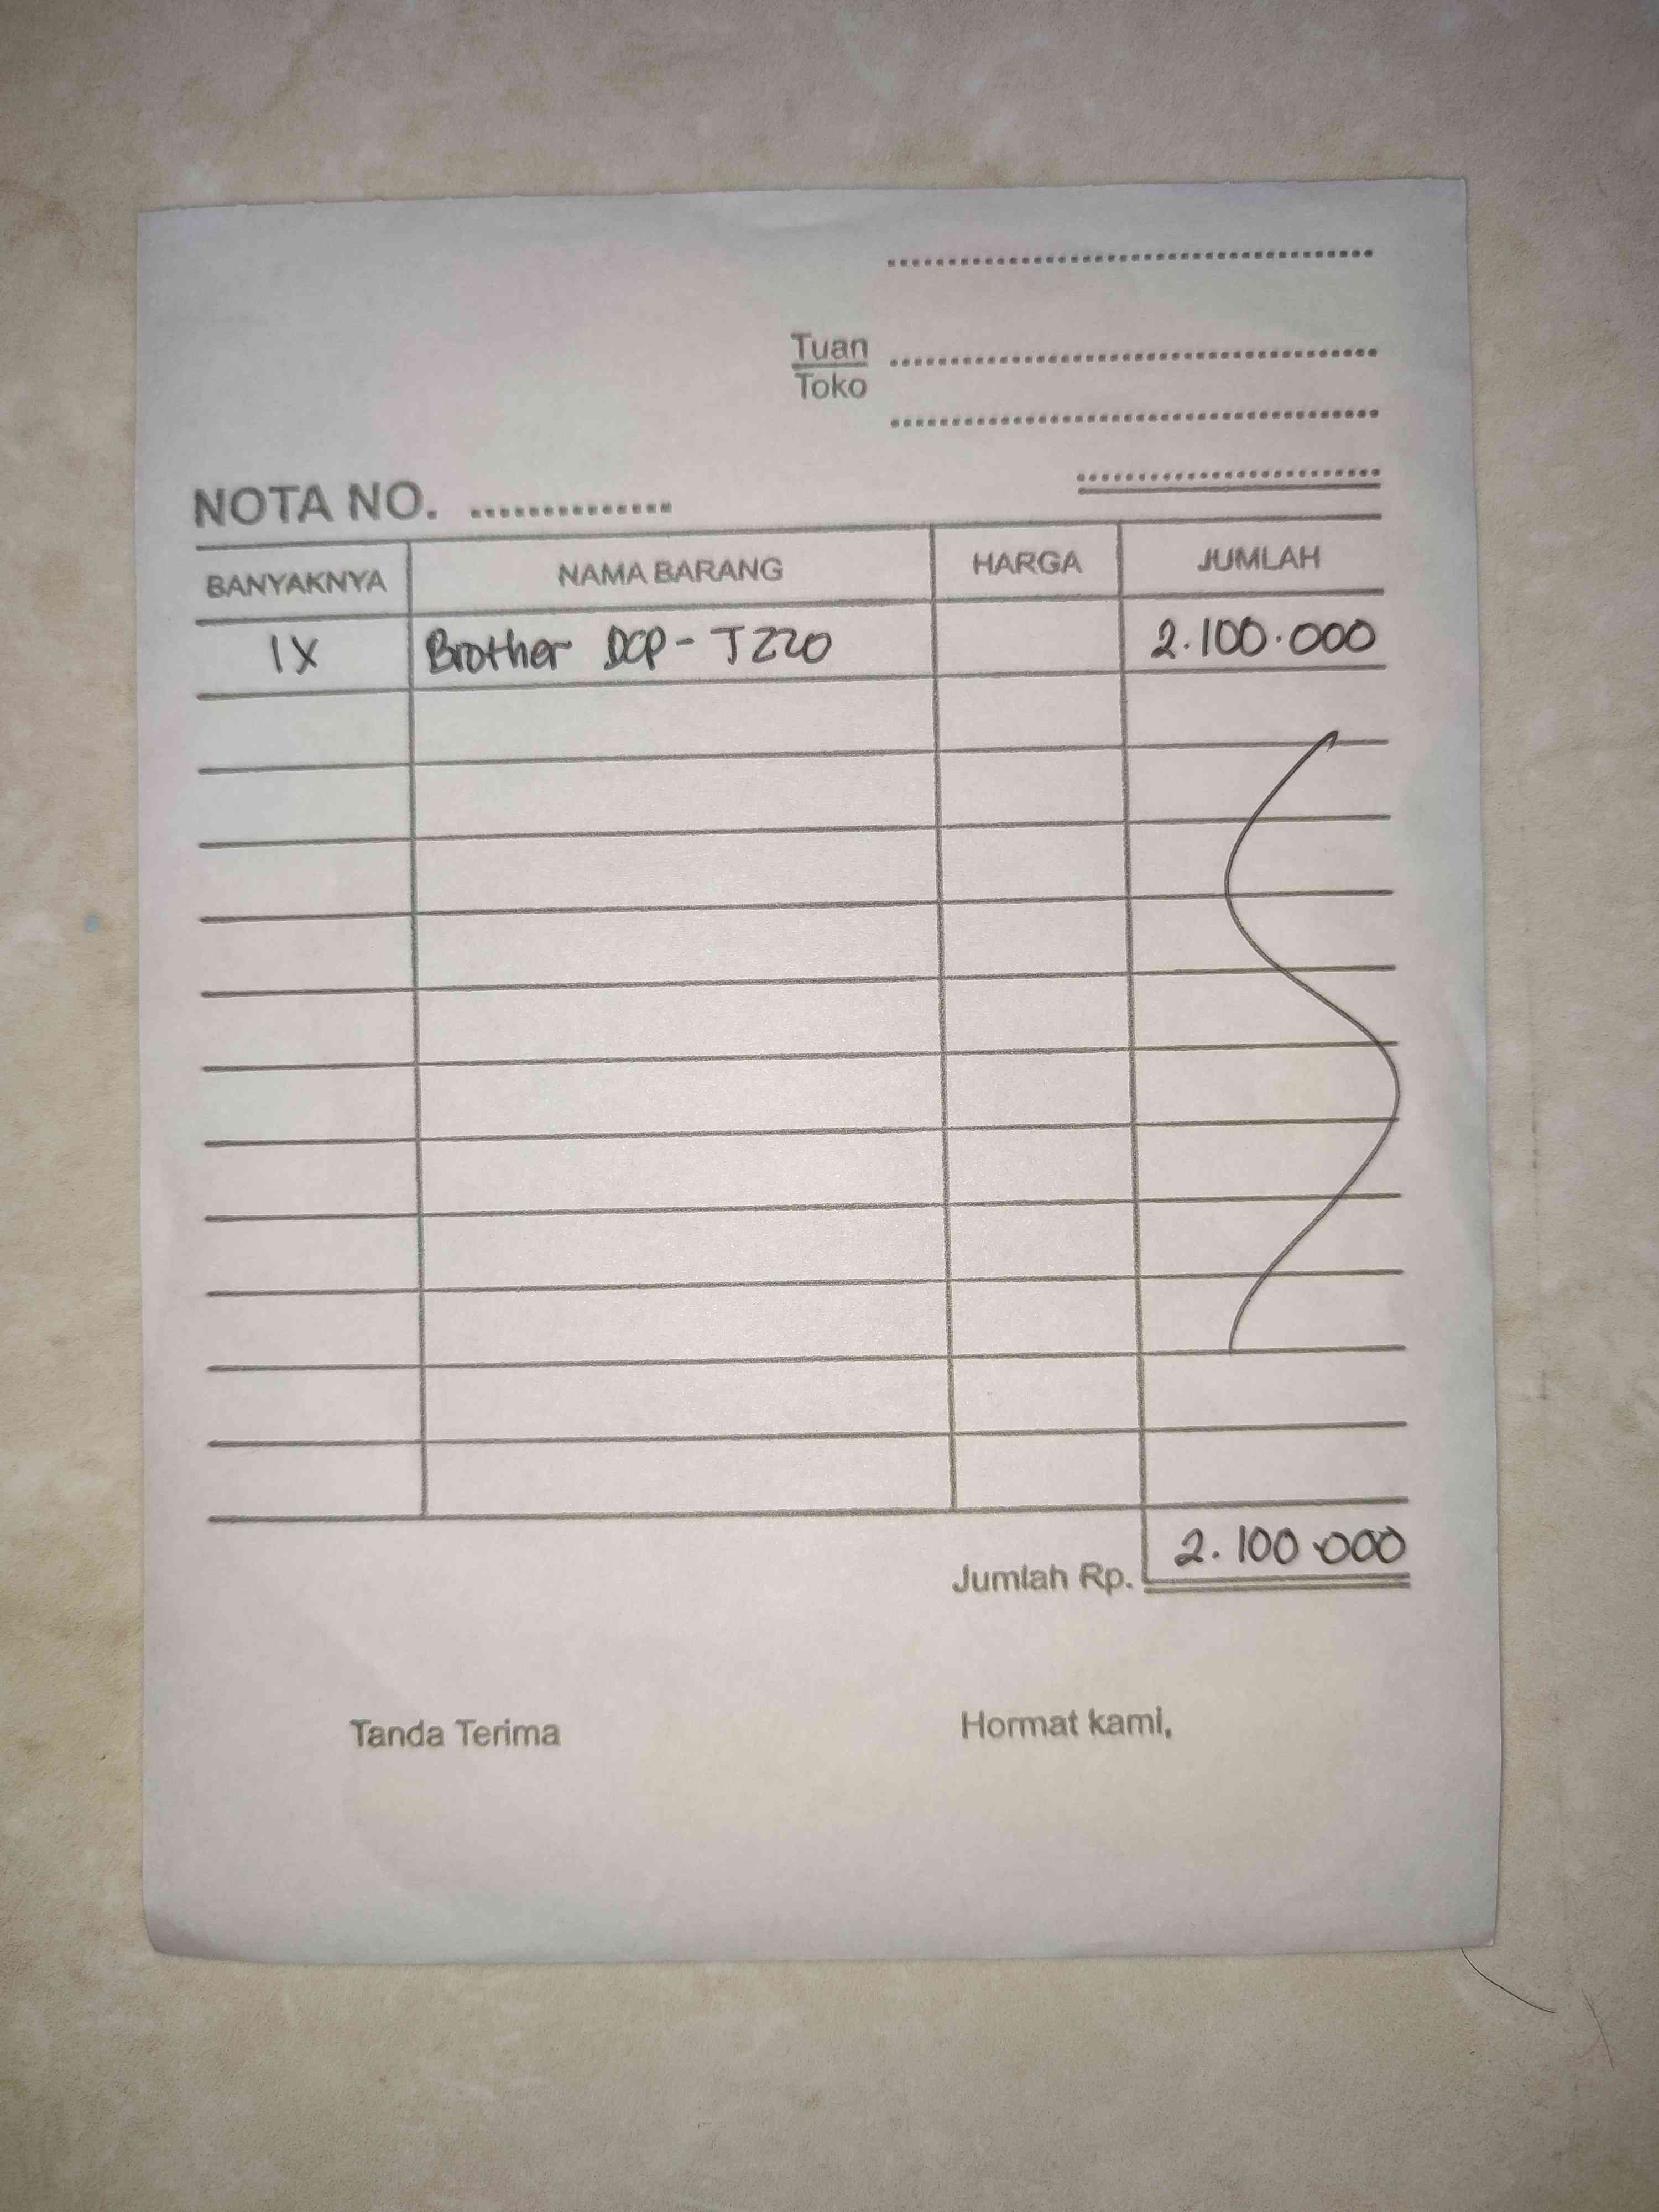 Tuan
Toko
NOTA NO.
BANYAKNYA NAMA BARANG HARGA JUMLAH
1X Brother DCP-T220 2.100.000
Jumlah Rp. 2.100.000
Tanda Terima Hormat kami,